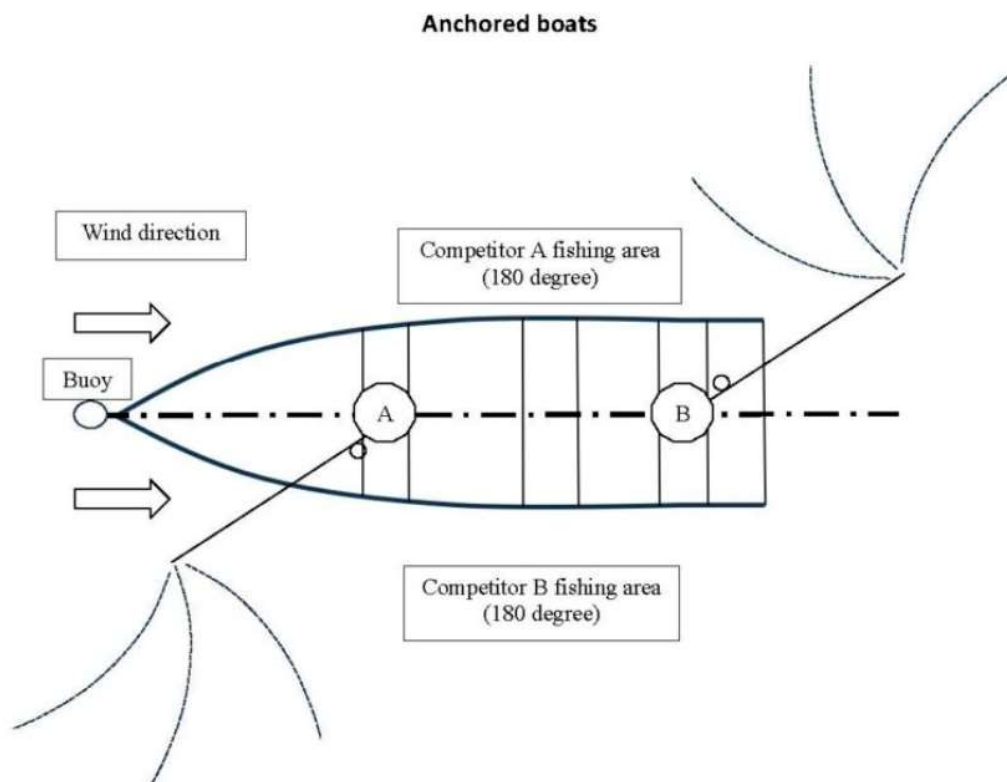 Anchored boats
Wind direction
Competitor A fishing area
(180 degree)
Buoy
A
B
Competitor B fishing area
(180 degree)